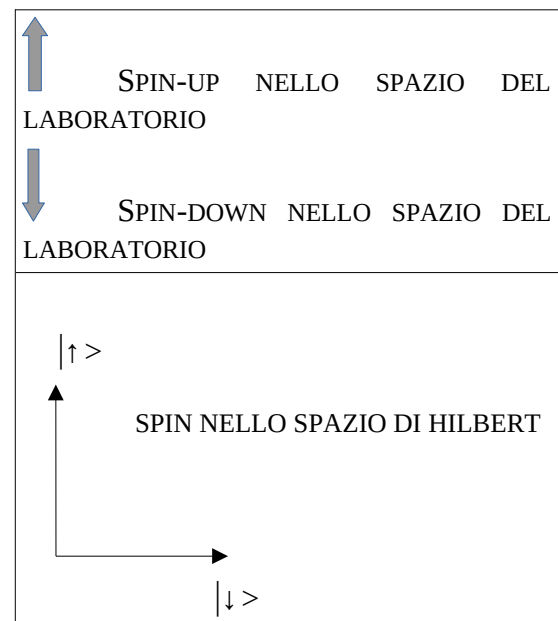 SPIN-UP NELLO SPAZIO DEL
LABORATORIO
SPIN-DOWN NELLO SPAZIO DEL
LABORATORIO
|↑>
SPIN NELLO SPAZIO DI HILBERT
|↓>